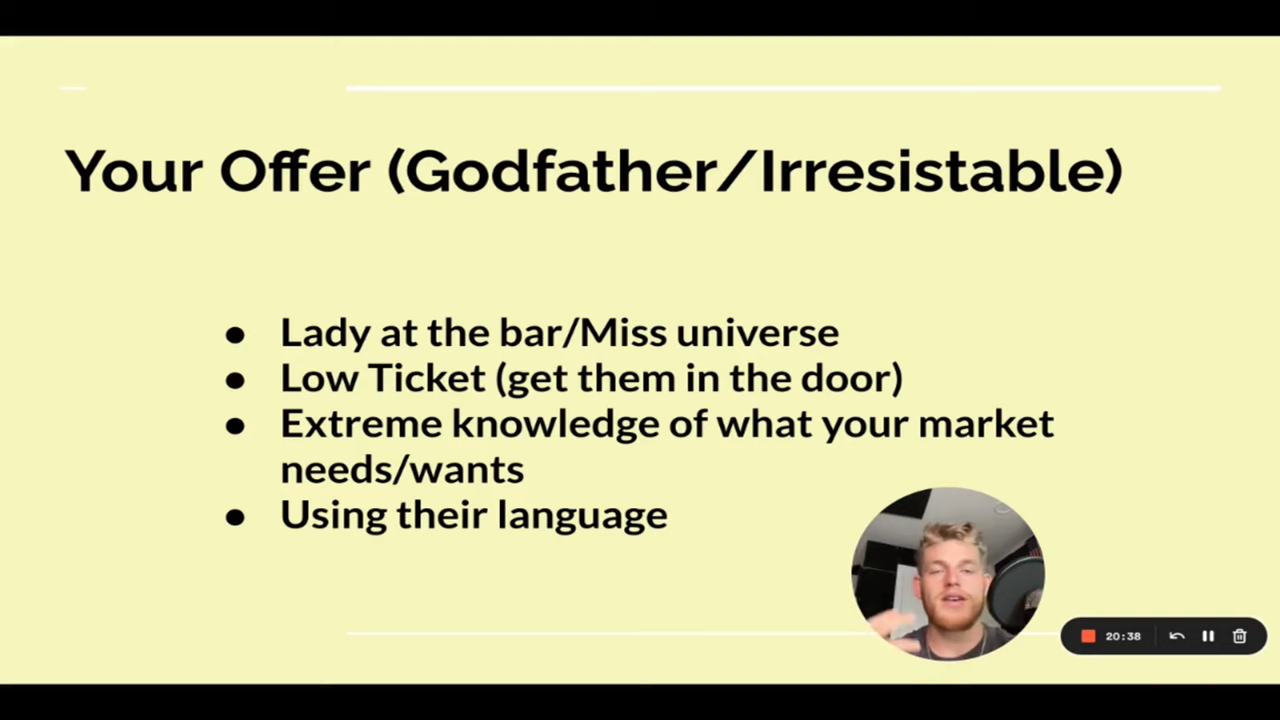 Your Offer (Godfather/Irresistable)
● Lady at the bar/Miss universe
● Low Ticket (get them in the door)
● Extreme knowledge of what your market
needs/wants
● Using their language
20:38